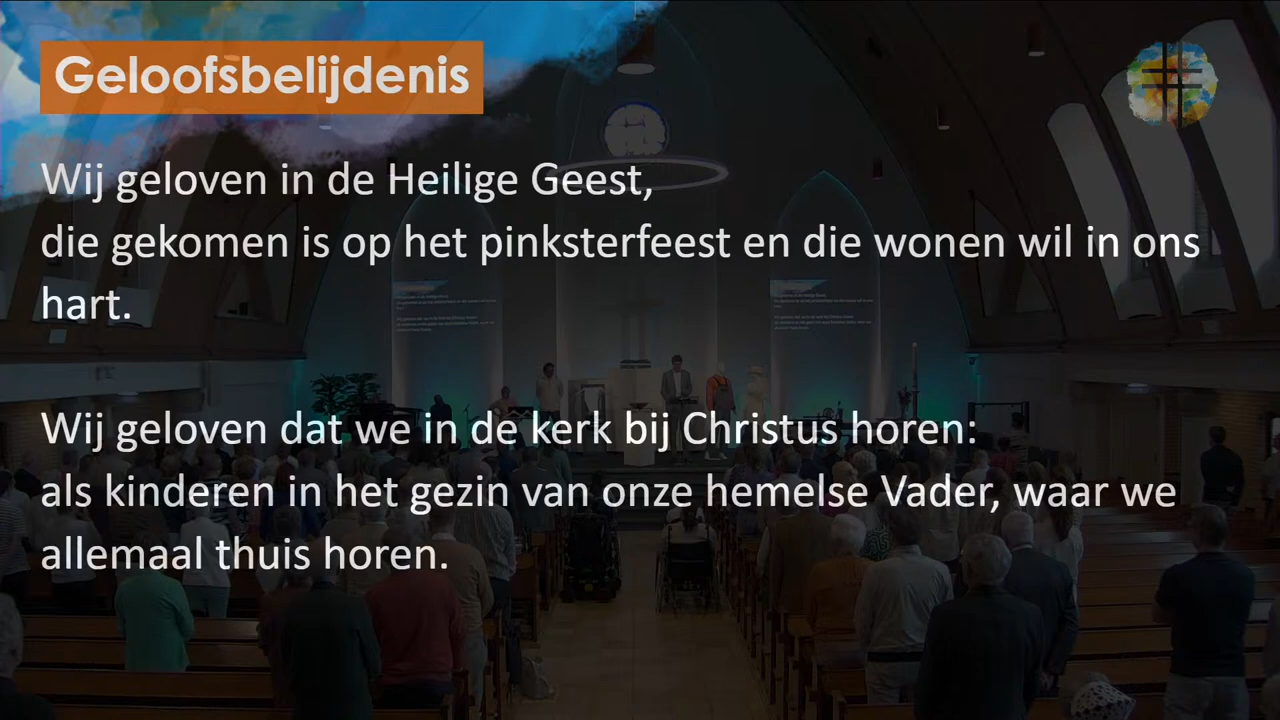 Geloofsbelijdenis
Wij geloven in de Heilige Geest,
die gekomen is op het pinksterfeest en die wonen wil in ons
hart.
Wij geloven dat we in de kerk bij Christus horen:
als kinderen in het gezin van onze hemelse Vader, waar we
allemaal thuis horen.